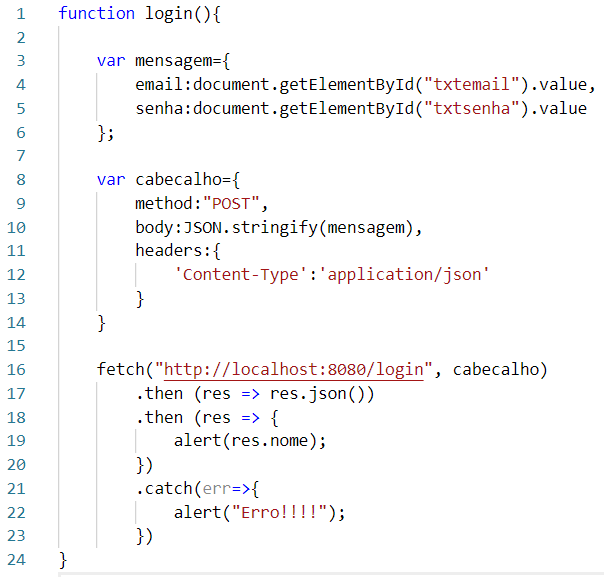 1 function login(){
2
3 var mensagem={
4 email:document.getElementById("txtemail").value,
5 senha:document.getElementById("txtsenha").value
6 };
7
8 var cabecalho={
9 method:"POST",
10 body:JSON.stringify(mensagem),
11 headers:{
12 'Content-Type':'application/json'
13 }
14 }
15
16 fetch("http://localhost:8080/login", cabecalho)
17 .then (res => res.json())
18 .then (res => {
19 alert(res.nome);
20 })
21 .catch(err=>{
22 alert("Erro!!!!");
23 })
24 }